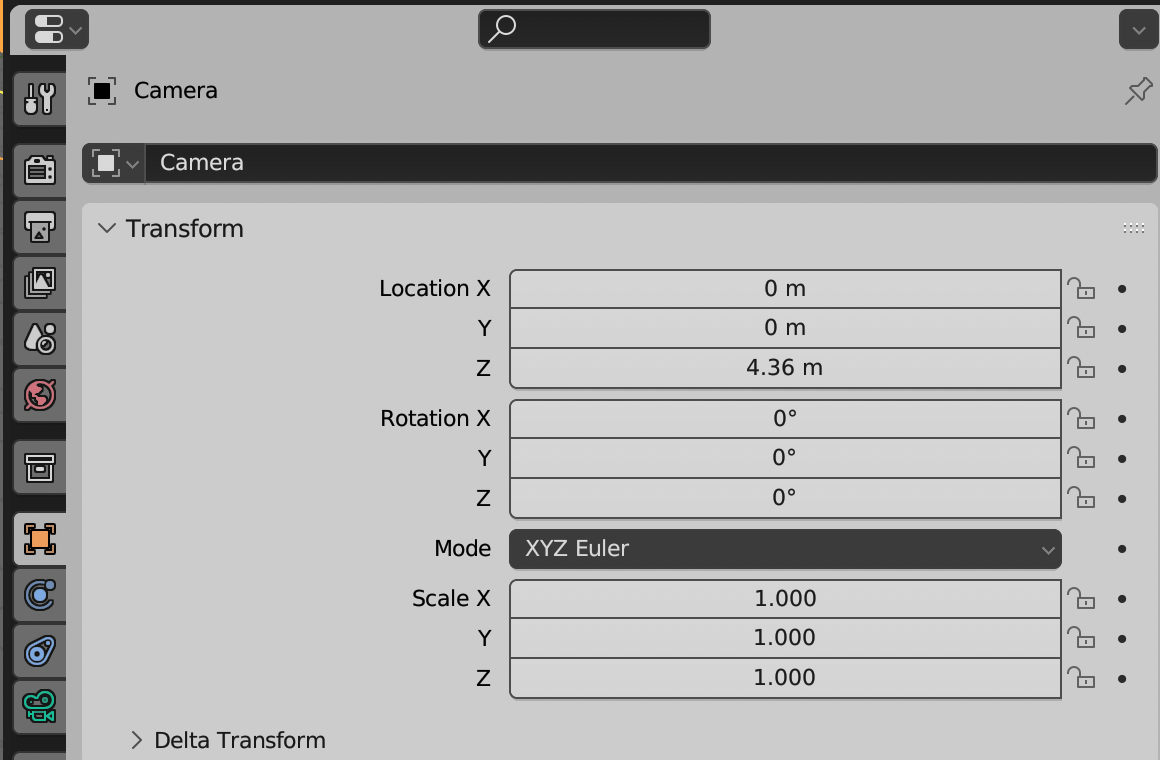 Camera
Camera
Transform
Location X 0 m
Y 0 m
Z 4.36 m
Rotation X 0°
Y 0°
Z 0°
Mode XYZ Euler
Scale X 1.000
Y 1.000
Z 1.000
Delta Transform